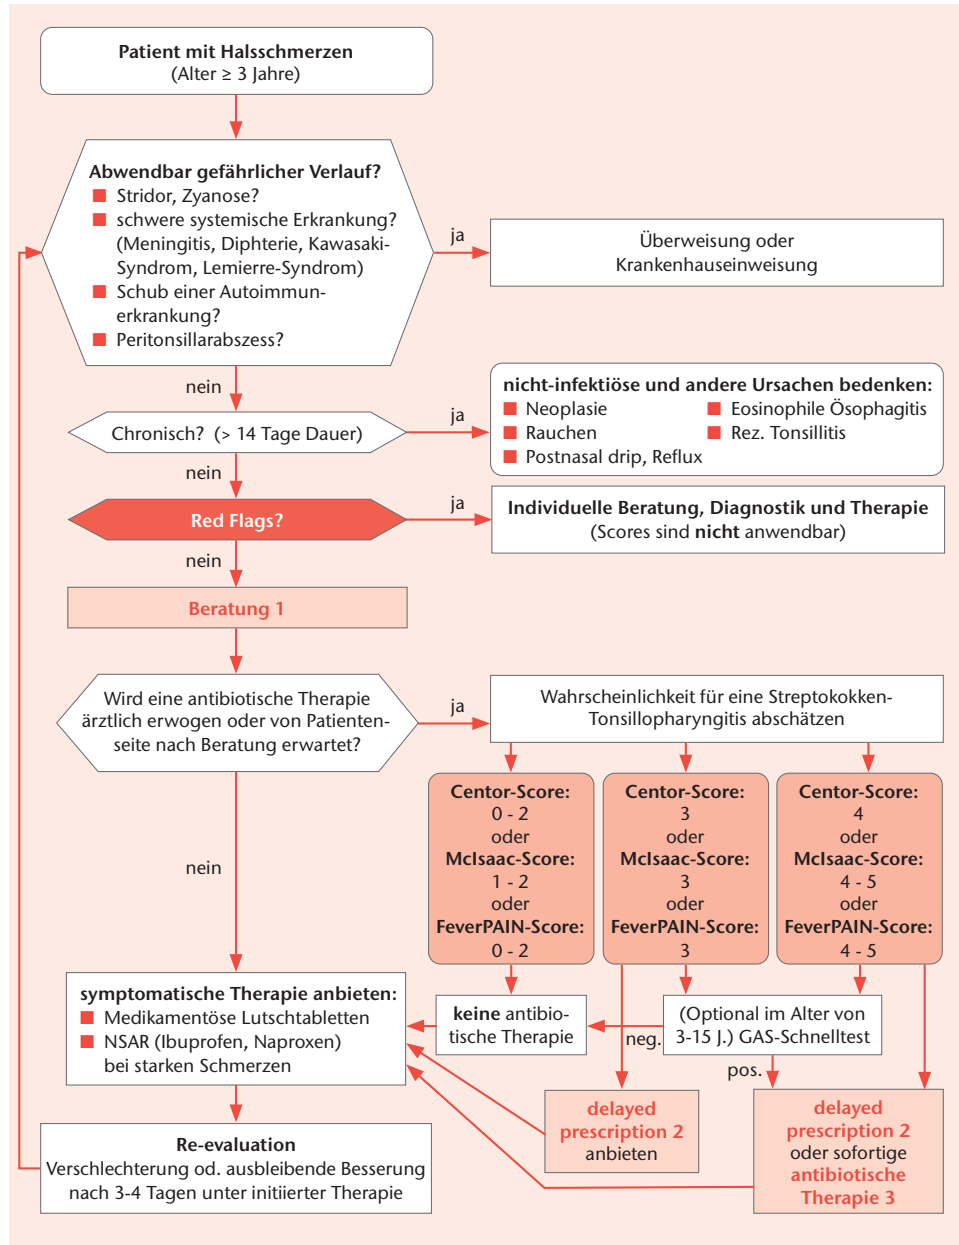 Patient mit Halsschmerzen
(Alter ≥ 3 Jahre)
Abwendbar gefährlicher Verlauf?
Stridor, Zyanose?
schwere systemische Erkrankung?
(Meningitis, Diphterie, Kawasaki-
Syndrom, Lemierre-Syndrom)
Schub einer Autoimmun-
erkrankung?
Peritonsillarabszess?
ja
Überweisung oder
Krankenhauseinweisung
nein
Chronisch? (> 14 Tage Dauer)
ja
nicht-infektiöse und andere Ursachen bedenken:
Neoplasie
Rauchen
Postnasal drip, Reflux
Eosinophile Ösophagitis
Rez. Tonsillitis
nein
Red Flags?
ja
Individuelle Beratung, Diagnostik und Therapie
(Scores sind nicht anwendbar)
nein
Beratung 1
Wird eine antibiotische Therapie
ärztlich erwogen oder von Patienten-
seite nach Beratung erwartet?
ja
Wahrscheinlichkeit für eine Streptokokken-
Tonsillopharyngitis abschätzen
Centor-Score:
0 - 2
oder
McIsaac-Score:
1 - 2
oder
FeverPAIN-Score:
0 - 2
Centor-Score:
3
oder
McIsaac-Score:
3
oder
FeverPAIN-Score:
3
Centor-Score:
4
oder
McIsaac-Score:
4 - 5
oder
FeverPAIN-Score:
4 - 5
nein
symptomatische Therapie anbieten:
Medikamentöse Lutschtabletten
NSAR (Ibuprofen, Naproxen)
bei starken Schmerzen
keine antibio-
tische Therapie
neg.
(Optional im Alter von
3-15 J.) GAS-Schnelltest
pos.
delayed
prescription 2
anbieten
delayed
prescription 2
oder sofortige
antibiotische
Therapie 3
Re-evaluation
Verschlechterung od. ausbleibende Besserung
nach 3-4 Tagen unter initiierter Therapie